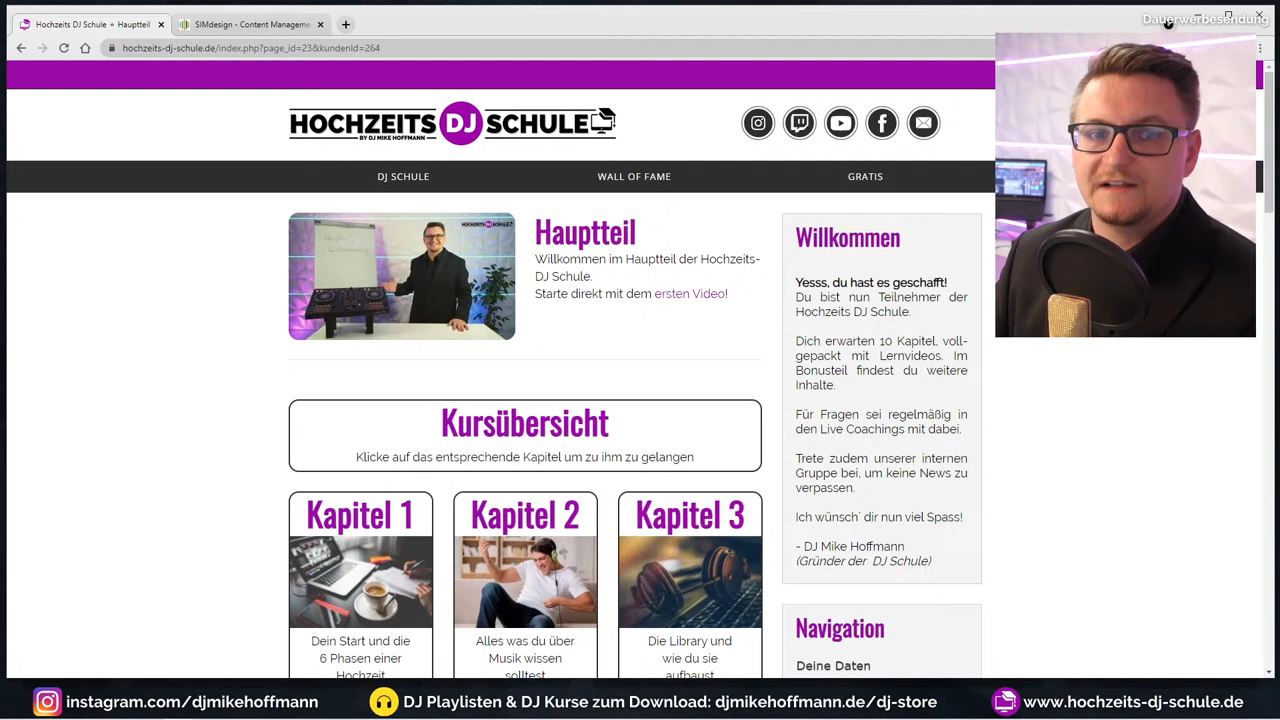 Dauerwerbesendung
Hochzeits DJ Schule ⭐ Hauptteil
SIMdesign - Content Manageme
hochzeits-dj-schule.de/index.php?page_id=23&kundenId=264
HOCHZEITS DJ SCHULE
BY DJ MIKE HOFFMANN
DJ SCHULE
WALL OF FAME
GRATIS
HOCHZEITS DJ SCHULE
Hauptteil
Willkommen im Hauptteil der Hochzeits-
DJ Schule.
Starte direkt mit dem ersten Video!
Kursübersicht
Klicke auf das entsprechende Kapitel um zu ihm zu gelangen
Kapitel 1
Dein Start und die
6 Phasen einer
Hochzeit
Kapitel 2
Alles was du über
Musik wissen
solltest
Kapitel 3
Die Library und
wie du sie
aufbaust
Willkommen
Yesss, du hast es geschafft!
Du bist nun Teilnehmer der
Hochzeits DJ Schule.
Dich erwarten 10 Kapitel, voll-
gepackt mit Lernvideos. Im
Bonusteil findest du weitere
Inhalte.
Für Fragen sei regelmäßig in
den Live Coachings mit dabei.
Trete zudem unserer internen
Gruppe bei, um keine News zu
verpassen.
Ich wünsch´ dir nun viel Spass!
- DJ Mike Hoffmann
(Gründer der DJ Schule)
Navigation
Deine Daten
instagram.com/djmikehoffmann
DJ Playlisten & DJ Kurse zum Download: djmikehoffmann.de/dj-store
www.hochzeits-dj-schule.de